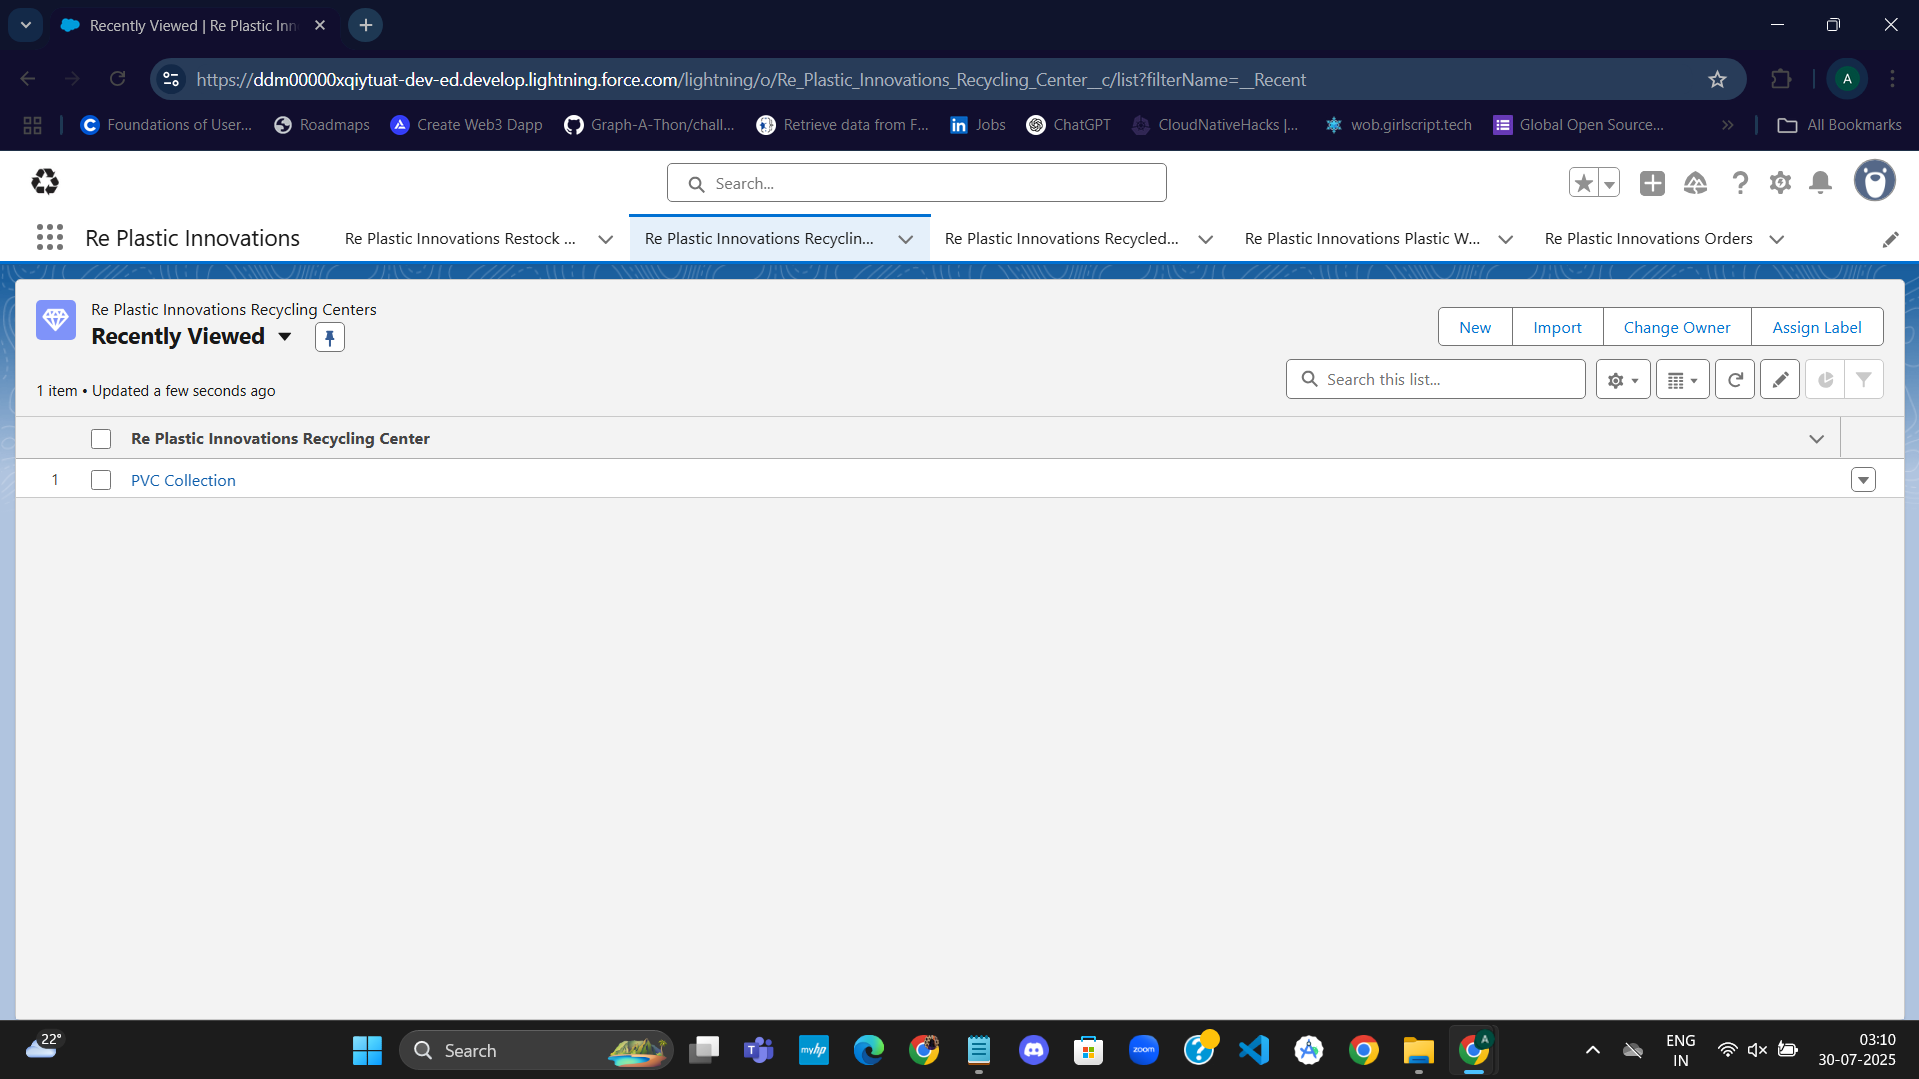 Recently Viewed | Re Plastic Inn
https://ddm00000xqiytuat-dev-ed.develop.lightning.force.com/lightning/o/Re_Plastic_Innovations_Recycling_Center__c/list?filterName=__Recent
A
Foundations of User...
Roadmaps
Create Web3 Dapp
Graph-A-Thon/chall...
Retrieve data from F...
Jobs
ChatGPT
CloudNativeHacks |...
wob.girlscript.tech
Global Open Source...
All Bookmarks
Search...
Re Plastic Innovations
Re Plastic Innovations Restock ...
Re Plastic Innovations Recyclin...
Re Plastic Innovations Recycled...
Re Plastic Innovations Plastic W...
Re Plastic Innovations Orders
Re Plastic Innovations Recycling Centers
Recently Viewed
New
Import
Change Owner
Assign Label
1 item • Updated a few seconds ago
Search this list...
Re Plastic Innovations Recycling Center
1
PVC Collection
22°
Search
myhp
zoom
A
ENG
IN
03:10
30-07-2025